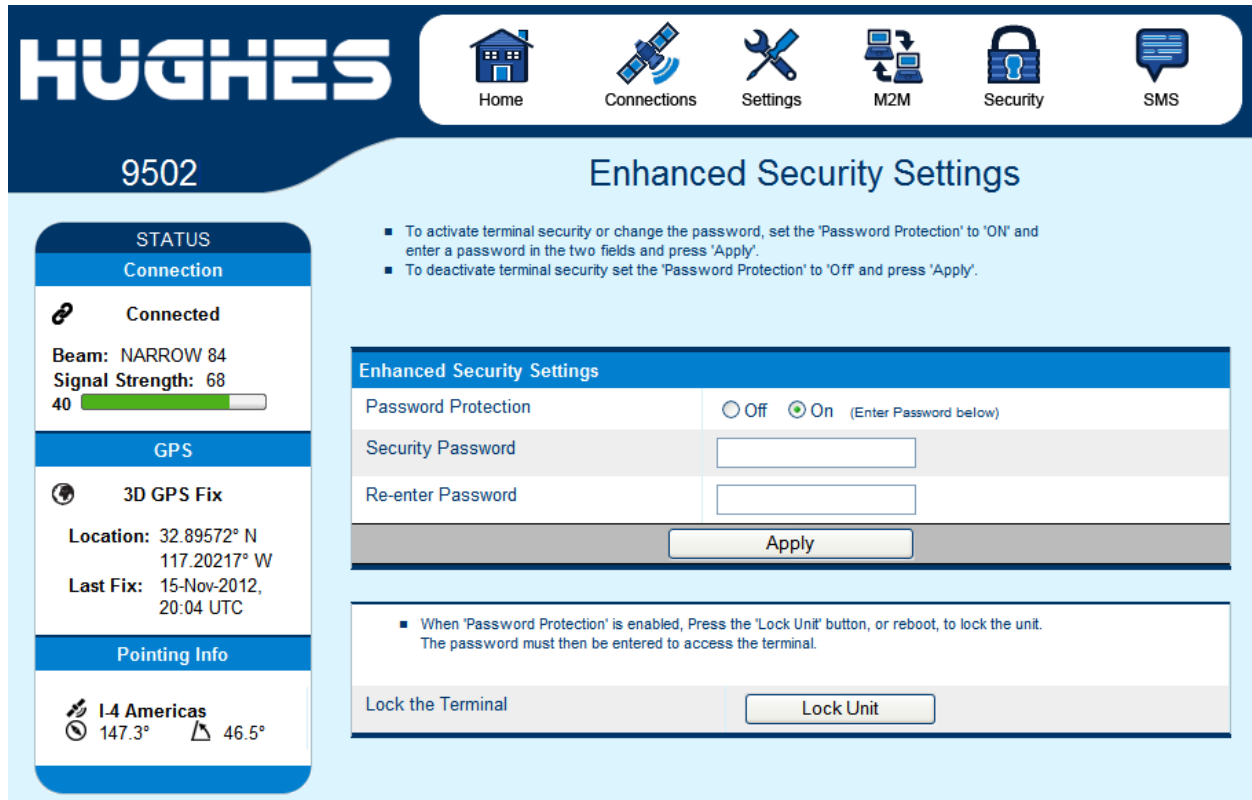 HUGHES
Home
Connections
Settings
M2M
Security
SMS
9502
Enhanced Security Settings
STATUS
Connection
Connected
Beam: NARROW 84
Signal Strength: 68
40
GPS
3D GPS Fix
Location: 32.89572° N
117.20217° W
Last Fix: 15-Nov-2012,
20:04 UTC
Pointing Info
I-4 Americas
147.3° 46.5°
■ To activate terminal security or change the password, set the 'Password Protection' to 'ON' and
enter a password in the two fields and press 'Apply'.
■ To deactivate terminal security set the 'Password Protection' to 'Off' and press 'Apply'.
Enhanced Security Settings
Password Protection Off On (Enter Password below)
Security Password
Re-enter Password
Apply
■ When 'Password Protection' is enabled, Press the 'Lock Unit' button, or reboot, to lock the unit.
The password must then be entered to access the terminal.
Lock the Terminal Lock Unit